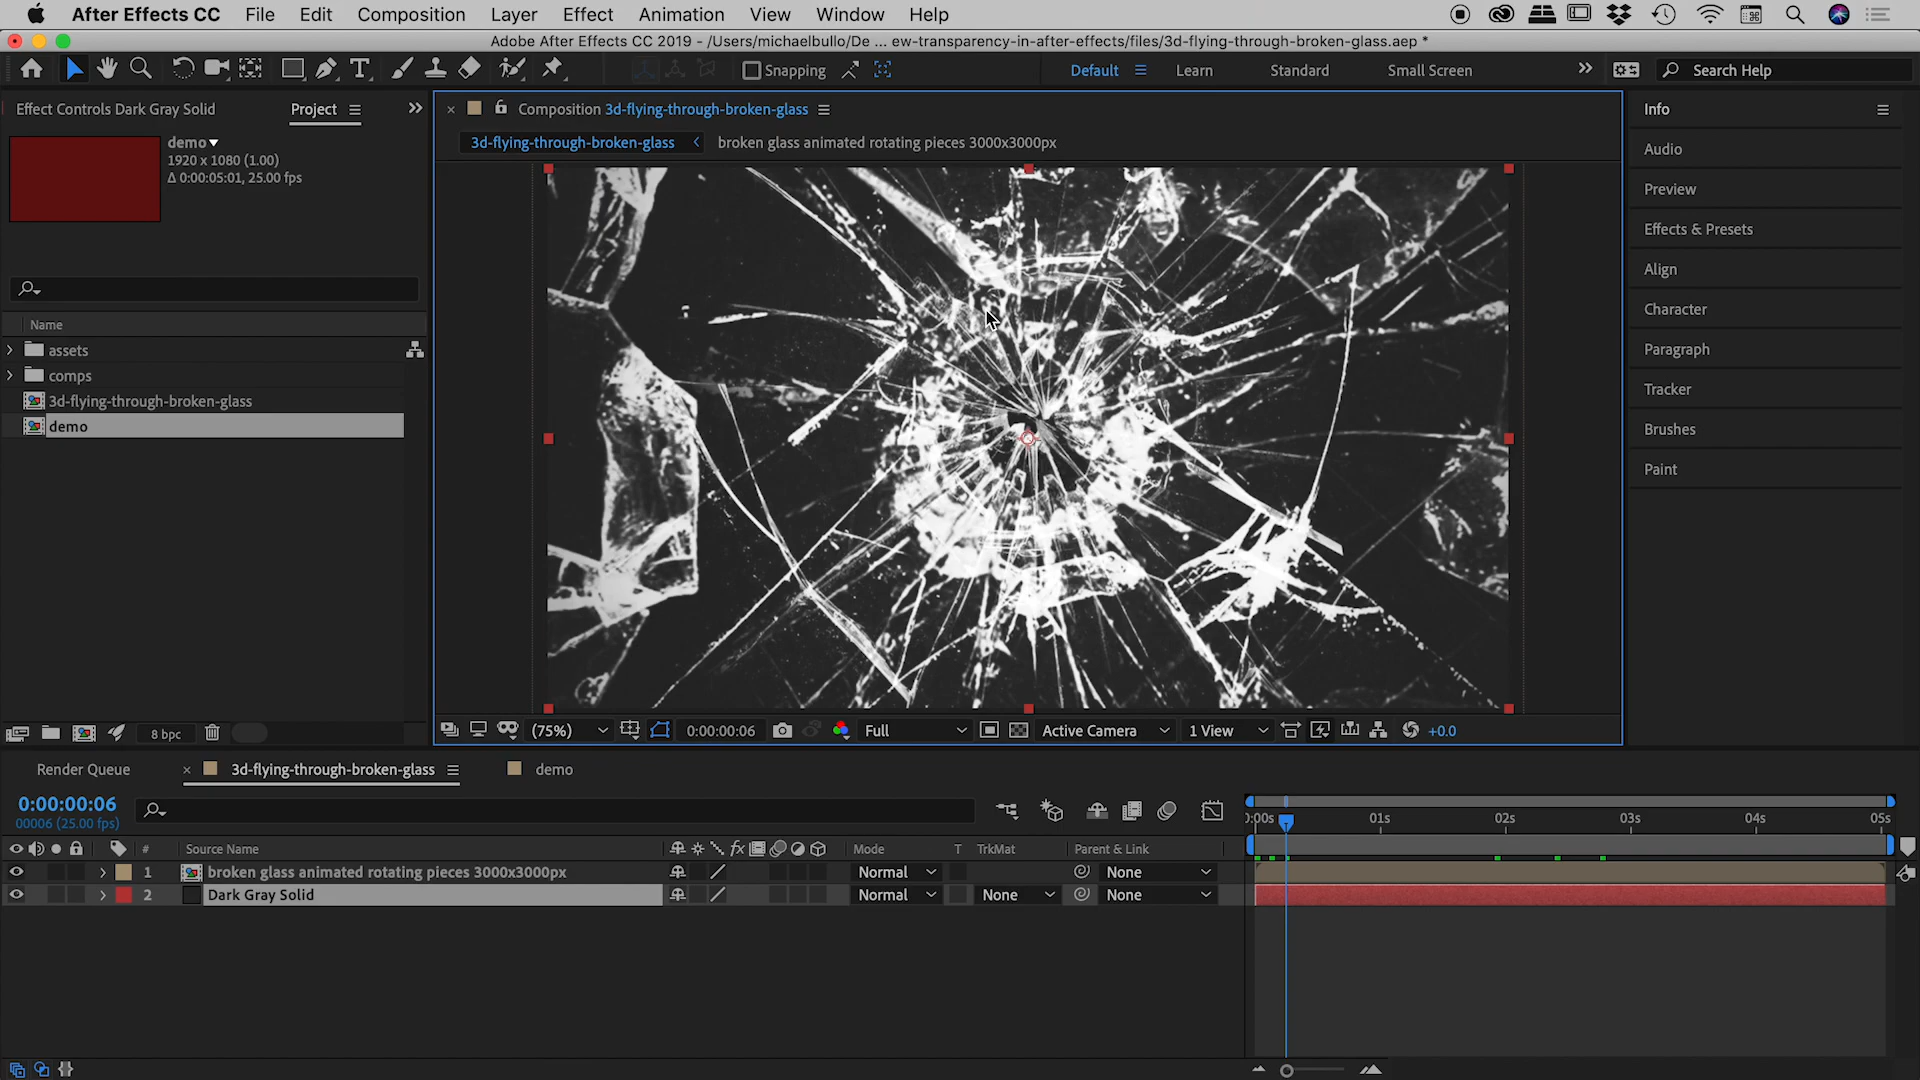 After Effects CC File Edit Composition Layer Effect Animation View Window Help
Adobe After Effects CC 2019 - /Users/michaelbullo/De ... ew-transparency-in-after-effects/files/3d-flying-through-broken-glass.aep *
Snapping Default Learn Standard Small Screen Search Help
Effect Controls Dark Gray Solid Project
demo
1920 x 1080 (1.00)
Δ 0:00:05:01, 25.00 fps
Name
assets
comps
3d-flying-through-broken-glass
demo
8 bpc
Composition 3d-flying-through-broken-glass
3d-flying-through-broken-glass broken glass animated rotating pieces 3000x3000px
(75%) 0:00:00:06 Full Active Camera 1 View +0.0
Info
Audio
Preview
Effects & Presets
Align
Character
Paragraph
Tracker
Brushes
Paint
Render Queue 3d-flying-through-broken-glass demo
0:00:00:06
00006 (25.00 fps)
0:00s 01s 02s 03s 04s 05s
# Source Name fx Mode T TrkMat Parent & Link
1 broken glass animated rotating pieces 3000x3000px Normal None
2 Dark Gray Solid Normal None None